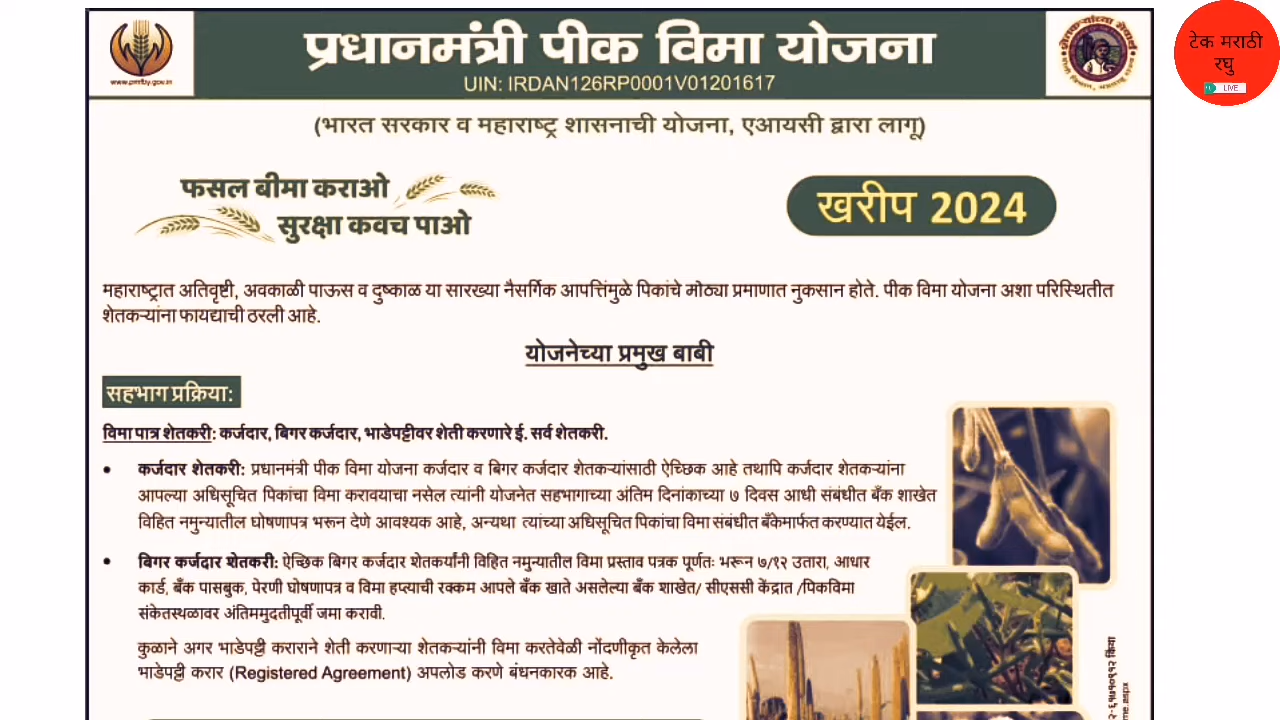 प्रधानमंत्री पीक विमा योजना
UIN: IRDAN126RP0001V01201617
www.pmfby.gov.in
टेक मराठी
रघु
LIVE
(भारत सरकार व महाराष्ट्र शासनाची योजना, एआयसी द्वारा लागू)
फसल बीमा कराओ
सुरक्षा कवच पाओ
खरीप 2024
महाराष्ट्रात अतिवृष्टी, अवकाळी पाऊस व दुष्काळ या सारख्या नैसर्गिक आपत्तिंमुळे पिकांचे मोठ्या प्रमाणात नुकसान होते. पीक विमा योजना अशा परिस्थितीत
शेतकऱ्यांना फायद्याची ठरली आहे.
योजनेच्या प्रमुख बाबी
सहभाग प्रक्रिया:
विमा पात्र शेतकरी: कर्जदार, बिगर कर्जदार, भाडेपट्टीवर शेती करणारे ई. सर्व शेतकरी.
• कर्जदार शेतकरी: प्रधानमंत्री पीक विमा योजना कर्जदार व बिगर कर्जदार शेतकऱ्यांसाठी ऐच्छिक आहे तथापि कर्जदार शेतकऱ्यांना
आपल्या अधिसूचित पिकांचा विमा करावयाचा नसेल त्यांनी योजनेत सहभागाच्या अंतिम दिनांकाच्या ७ दिवस आधी संबंधीत बँक शाखेत
विहित नमुन्यातील घोषणापत्र भरून देणे आवश्यक आहे, अन्यथा त्यांच्या अधिसूचित पिकांचा विमा संबंधीत बँकेमार्फत करण्यात येईल.
• बिगर कर्जदार शेतकरी: ऐच्छिक बिगर कर्जदार शेतकर्यांनी विहित नमुन्यातील विमा प्रस्ताव पत्रक पूर्णतः भरून ७/१२ उतारा, आधार
कार्ड, बँक पासबुक, पेरणी घोषणापत्र व विमा हप्त्याची रक्कम आपले बँक खाते असलेल्या बँक शाखेत/ सीएससी केंद्रात /पिकविमा
संकेतस्थळावर अंतिममुदतीपूर्वी जमा करावी.
कुळाने अगर भाडेपट्टी कराराने शेती करणाऱ्या शेतकऱ्यांनी विमा करतेवेळी नोंदणीकृत केलेला
भाडेपट्टी करार (Registered Agreement) अपलोड करणे बंधनकारक आहे.